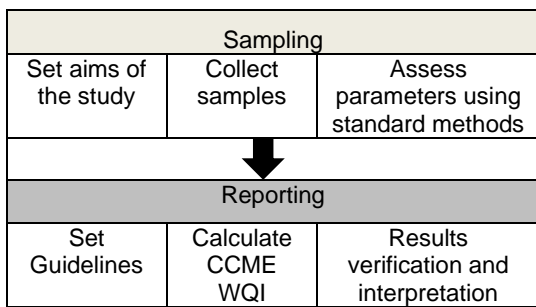 Sampling
Set aims of
the study
Collect
samples
Assess
parameters using
standard methods
Reporting
Set
Guidelines
Calculate
CCME
WQI
Results
verification and
interpretation